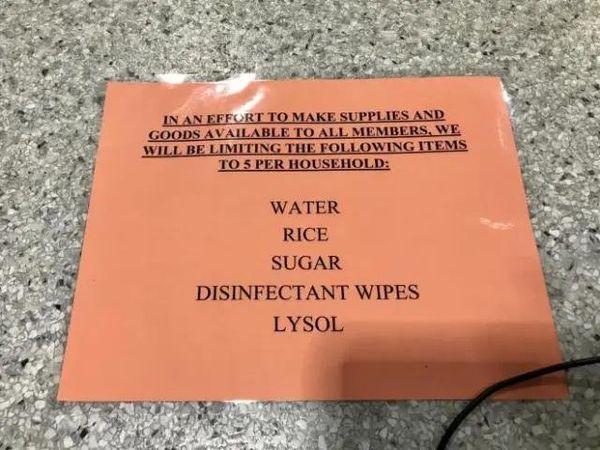 IN AN EFFORT TO MAKE SUPPLIES AND
GOODS AVAILABLE TO ALL MEMBERS, WE
WILL BE LIMITING THE FOLLOWING ITEMS
TO 5 PER HOUSEHOLD:
WATER
RICE
SUGAR
DISINFECTANT WIPES
LYSOL